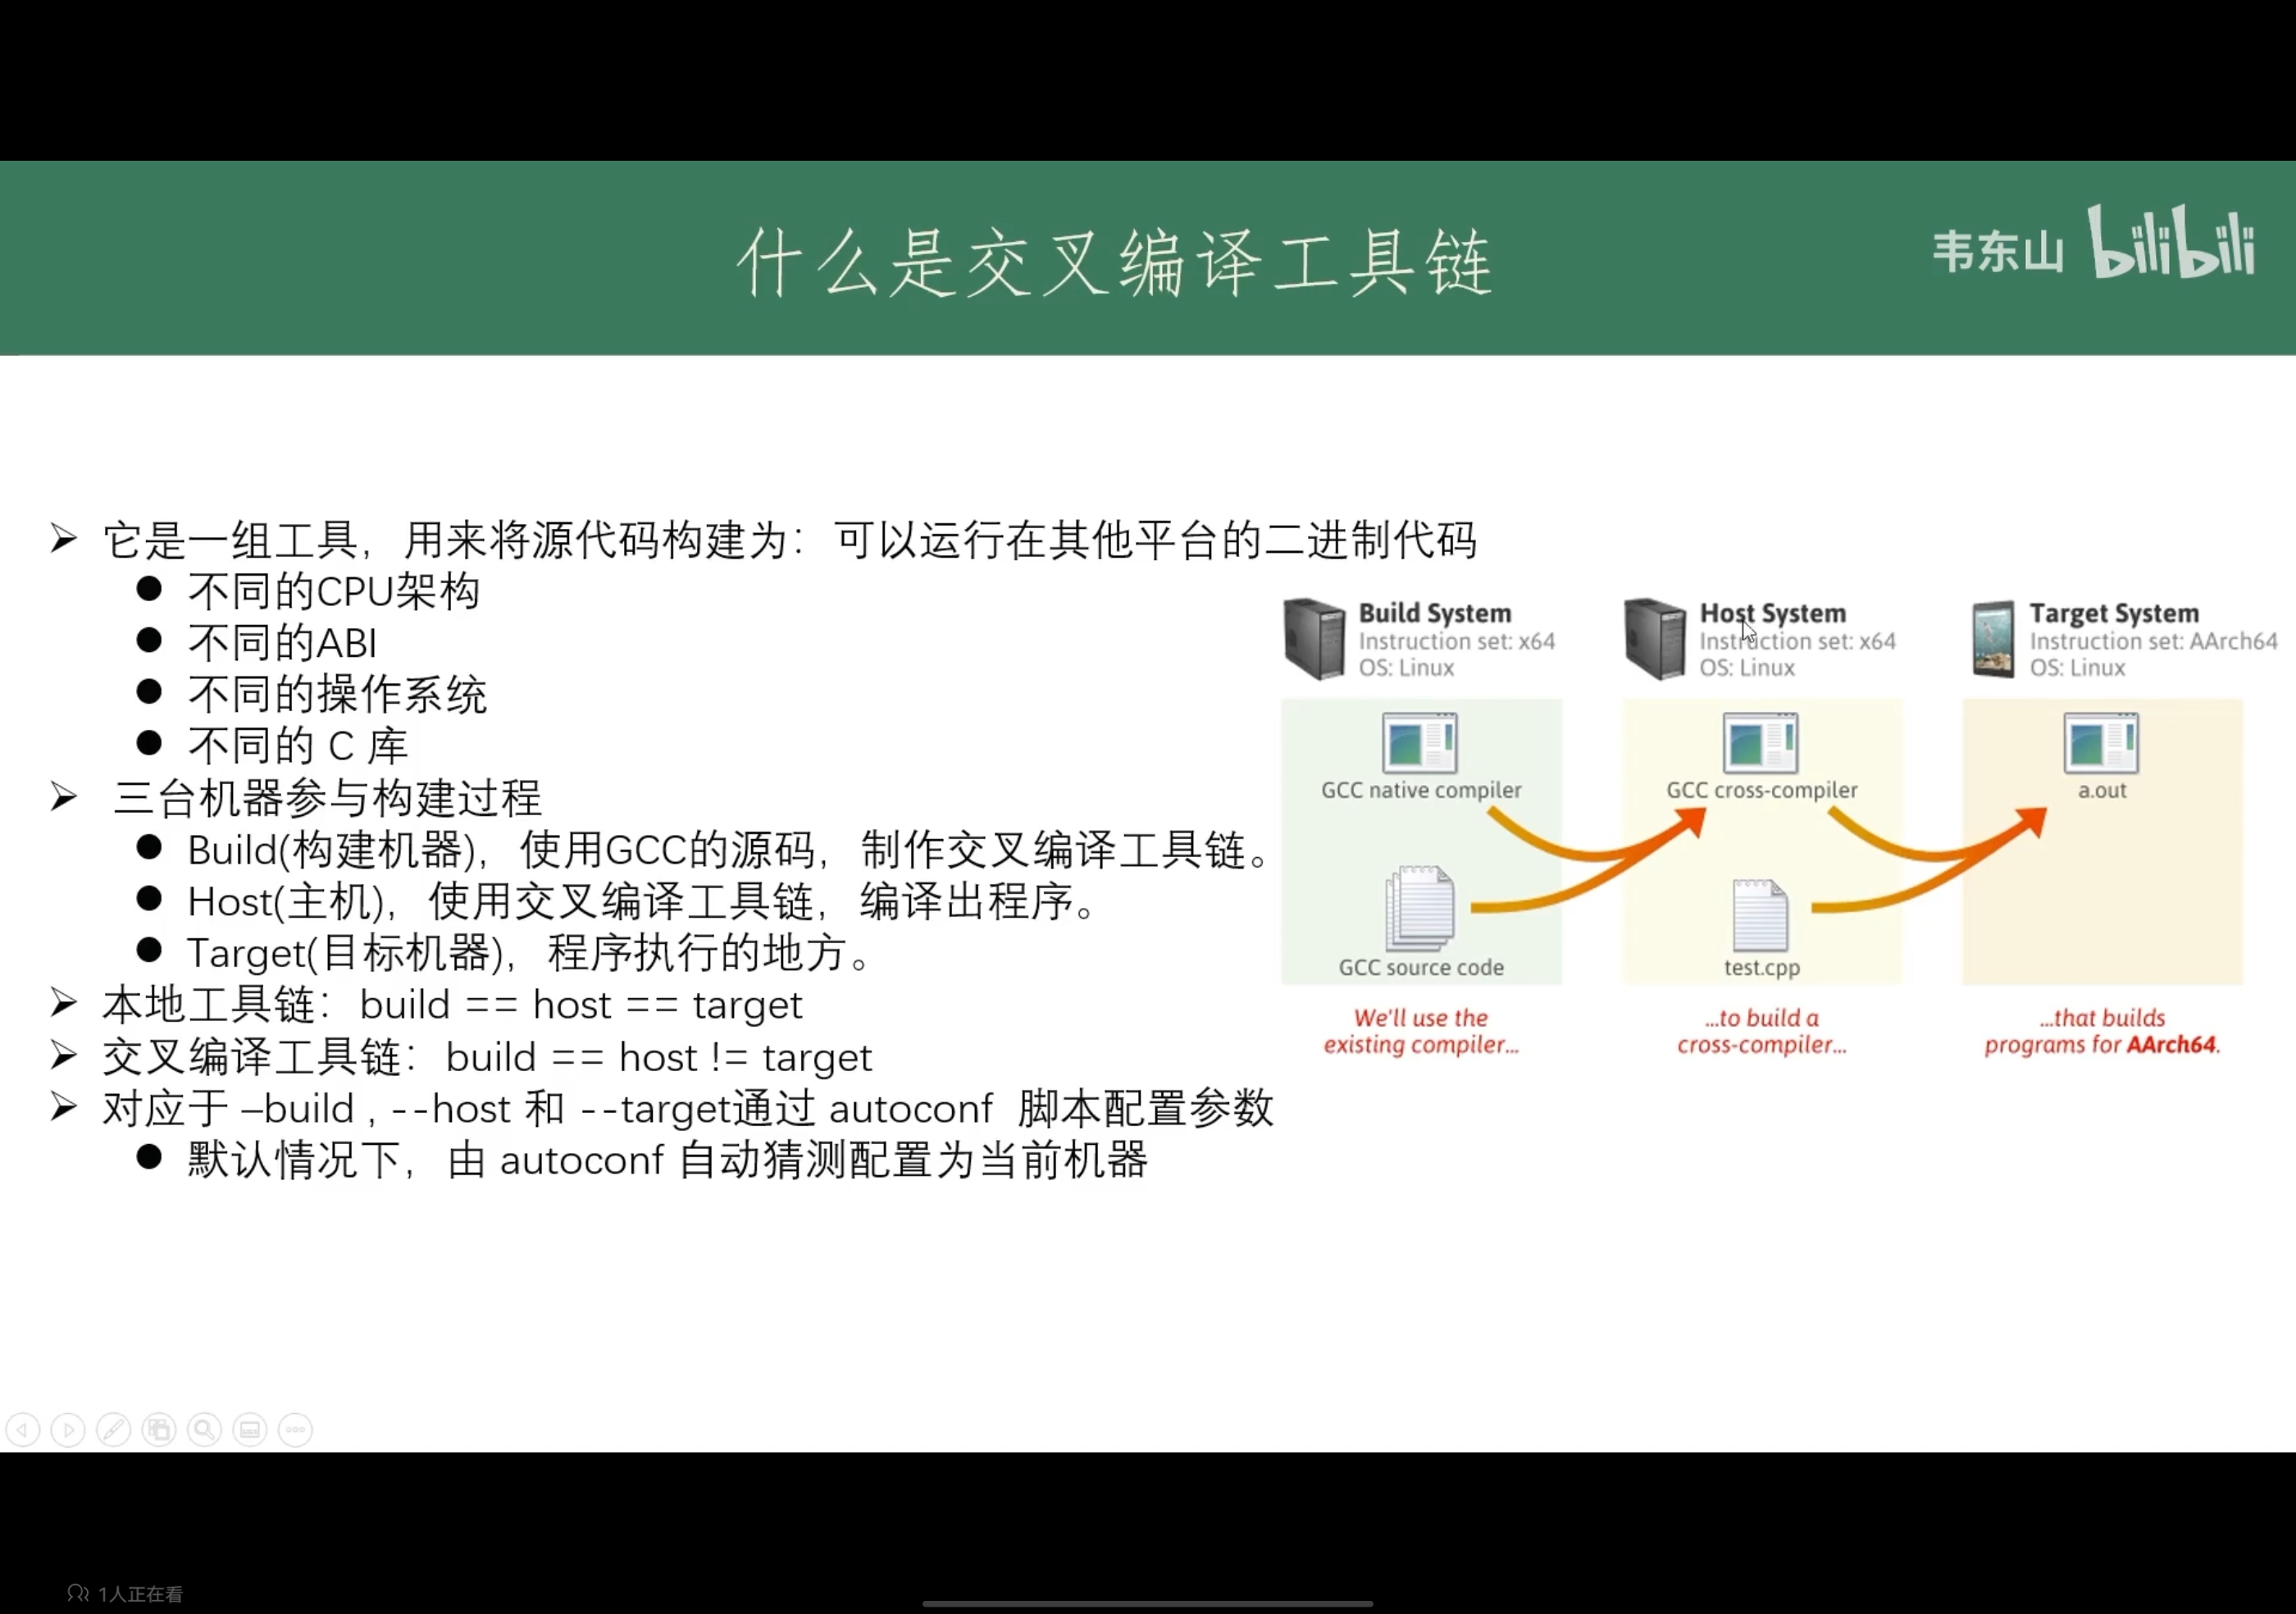 什么是交叉编译工具链
韦东山 bilibili
它是一组工具，用来将源代码构建为：可以运行在其他平台的二进制代码
不同的CPU架构
不同的ABI
不同的操作系统
不同的 C 库
三台机器参与构建过程
Build(构建机器)，使用GCC的源码，制作交叉编译工具链。
Host(主机)，使用交叉编译工具链，编译出程序。
Target(目标机器)，程序执行的地方。
本地工具链：build == host == target
交叉编译工具链：build == host != target
对应于 –build , --host 和 --target通过 autoconf 脚本配置参数
默认情况下，由 autoconf 自动猜测配置为当前机器
Build System
Instruction set: x64
OS: Linux
GCC native compiler
GCC source code
We'll use the
existing compiler...
Host System
Instruction set: x64
OS: Linux
GCC cross-compiler
test.cpp
...to build a
cross-compiler...
Target System
Instruction set: AArch64
OS: Linux
a.out
...that builds
programs for AArch64.
1人正在看